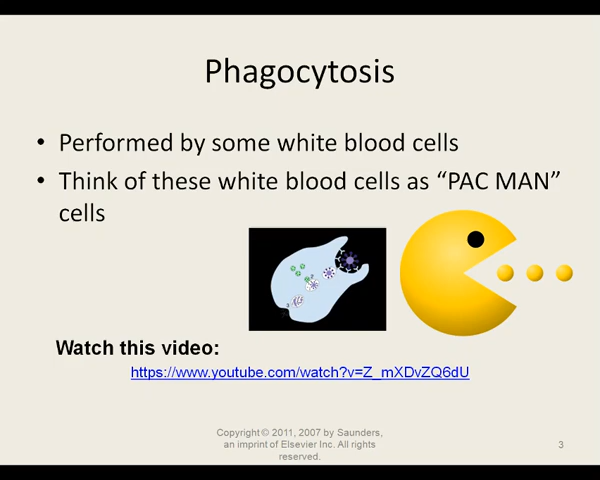 Phagocytosis
• Performed by some white blood cells
• Think of these white blood cells as “PAC MAN”
cells
Watch this video:
https://www.youtube.com/watch?v=Z_mXDvZQ6dU
Copyright © 2011, 2007 by Saunders,
an imprint of Elsevier Inc. All rights
reserved.
3